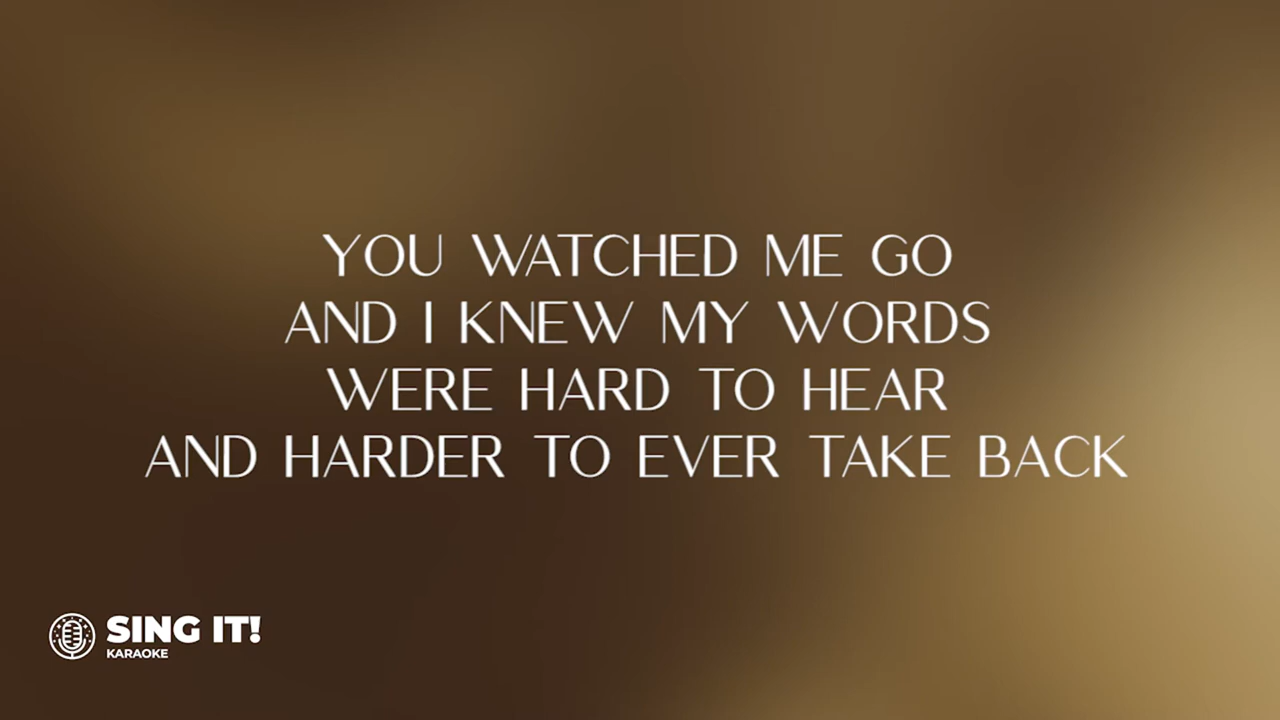 YOU WATCHED ME GO
AND I KNEW MY WORDS
WERE HARD TO HEAR
AND HARDER TO EVER TAKE BACK
SING IT!
KARAOKE